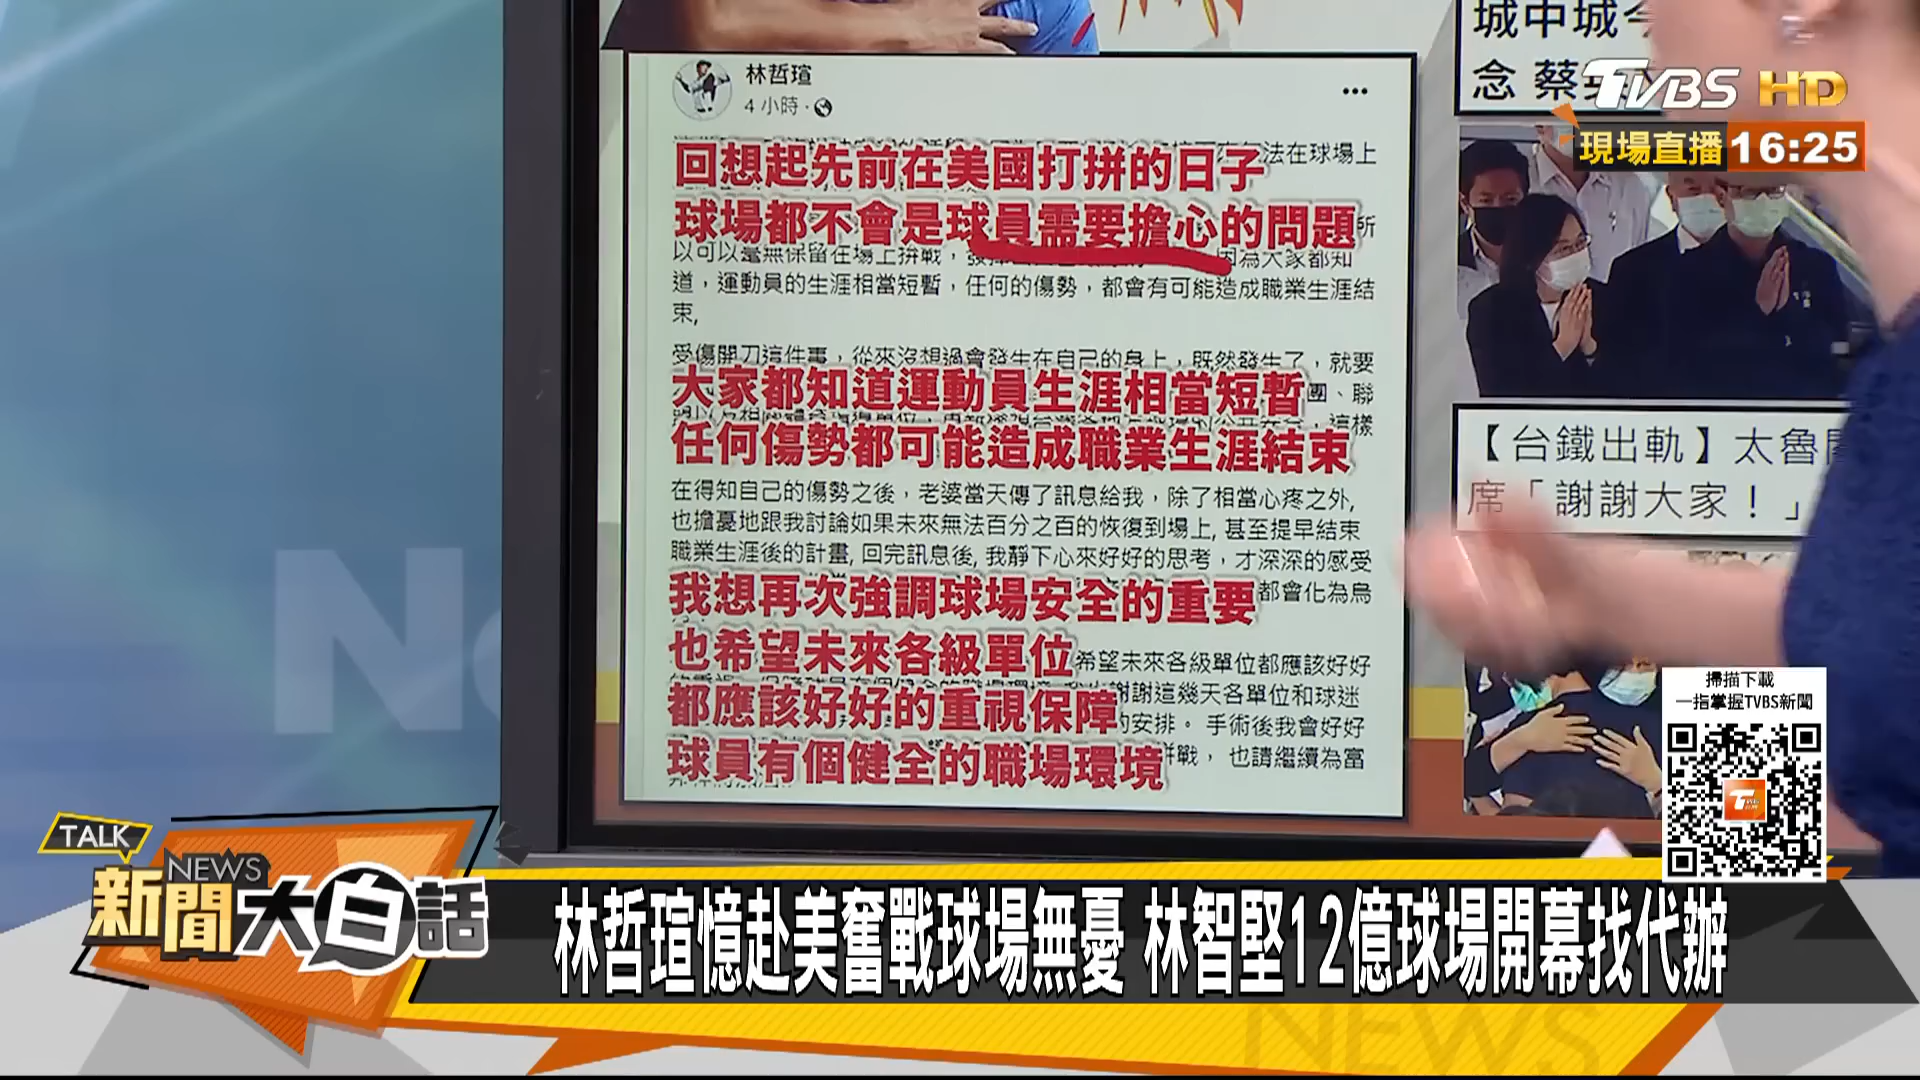 城中城
念 蔡
TVBS HD
現場直播 16:25
林哲瑄
4 小時
回想起先前在美國打拼的日子
法在球場上
球場都不會是球員需要擔心的問題
所
以可以毫無保留在場上拚戰，
因為大家都知
道，運動員的生涯相當短暫，任何的傷勢，都會有可能造成職業生涯結
束,
受傷開刀這件事，從來沒想過會發生在自己的身上，既然發生了，就要
大家都知道運動員生涯相當短暫
團、聯
這樣
任何傷勢都可能造成職業生涯結束
在得知自己的傷勢之後，老婆當天傳了訊息給我，除了相當心疼之外,
也擔憂地跟我討論如果未來無法百分之百的恢復到場上, 甚至提早結束
職業生涯後的計畫, 回完訊息後, 我靜下心來好好的思考，才深深的感受
我想再次強調球場安全的重要
都會化為烏
也希望未來各級單位
希望未來各級單位都應該好好
謝謝這幾天各單位和球迷
都應該好好的重視保障
的安排。手術後我會好好
球員有個健全的職場環境
拼戰，也請繼續為富
【台鐵出軌】太魯
席「謝謝大家！」
掃描下載
一指掌握TVBS新聞
TALK
NEWS
新聞大白話
林哲瑄憶赴美奮戰球場無憂 林智堅12億球場開幕找代辦
NEWS